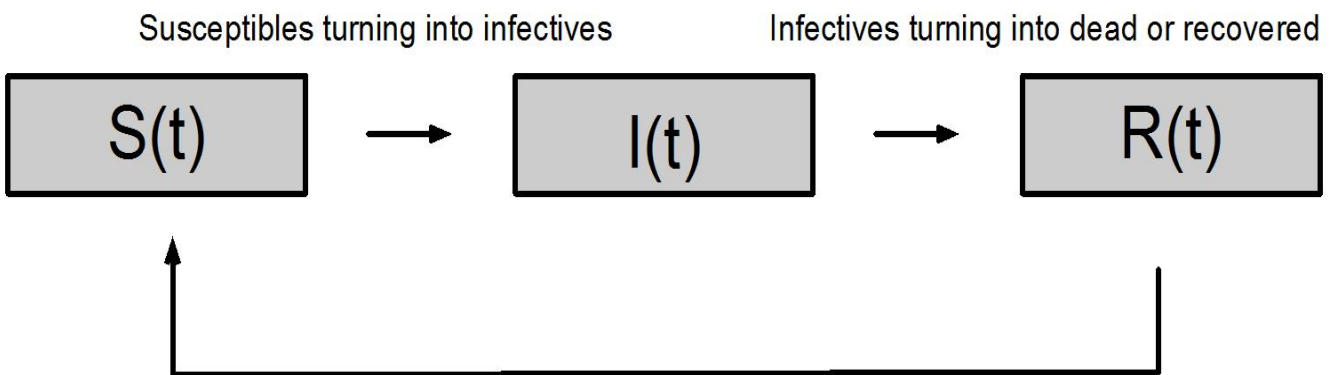 Susceptibles turning into infectives
Infectives turning into dead or recovered
S(t)
I(t)
R(t)